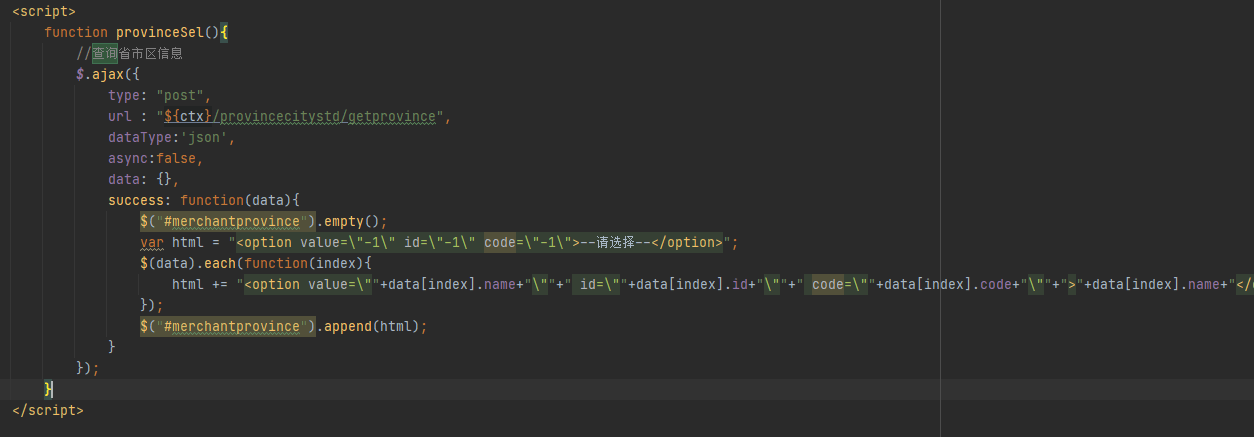 <script>
function provinceSel(){
//查询省市区信息
$.ajax({
type: "post",
url : "${ctx}/provincecitystd/getprovince",
dataType:'json',
async:false,
data: {},
success: function(data){
$("#merchantprovince").empty();
var html = "<option value=\"-1\" id=\"-1\" code=\"-1\">--请选择--</option>";
$(data).each(function(index){
html += "<option value=\""+data[index].name+"\""+" id=\""+data[index].id+"\""+" code=\""+data[index].code+"\""+">"+data[index].name+"</
});
$("#merchantprovince").append(html);
}
});
}
</script>